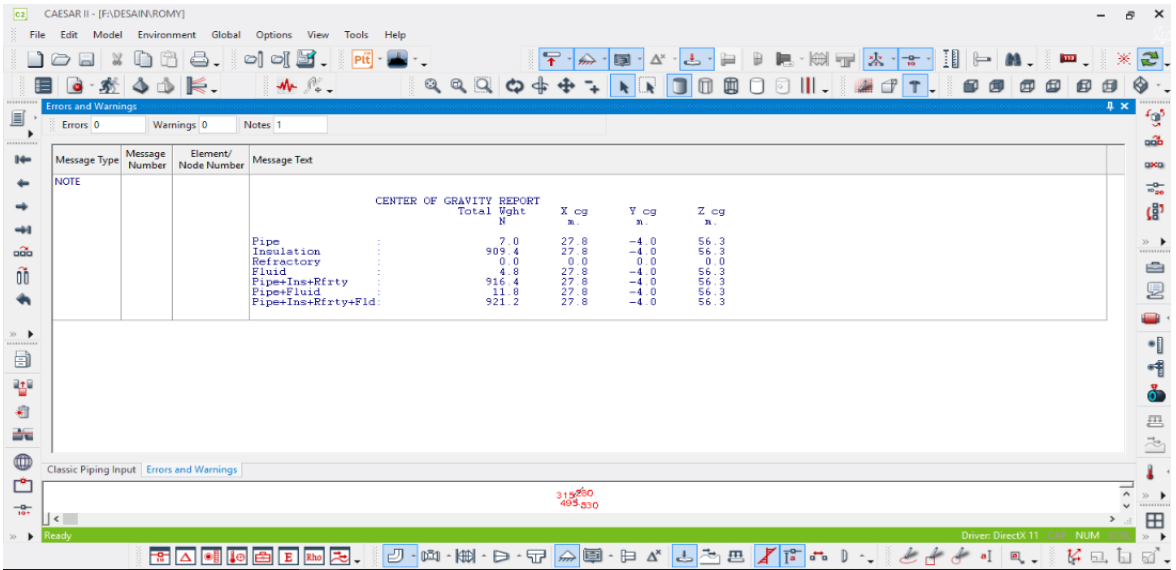 C2 CAESAR II - [F:\DESAIN\ROMY]
File Edit Model Environment Global Options View Tools Help
Plt
Errors and Warnings
Errors 0 Warnings 0 Notes 1
Message Type Message Number Element/ Node Number Message Text
NOTE
CENTER OF GRAVITY REPORT
Total Wght X cg Y cg Z cg
N m. m. m.
Pipe : 7.0 27.8 -4.0 56.3
Insulation : 909.4 27.8 -4.0 56.3
Refractory : 0.0 0.0 0.0 0.0
Fluid : 4.8 27.8 -4.0 56.3
Pipe+Ins+Rfrty : 916.4 27.8 -4.0 56.3
Pipe+Fluid : 11.8 27.8 -4.0 56.3
Pipe+Ins+Rfrty+Fld: 921.2 27.8 -4.0 56.3
Classic Piping Input Errors and Warnings
Ready Driver: DirectX 11 NUM
E Rho